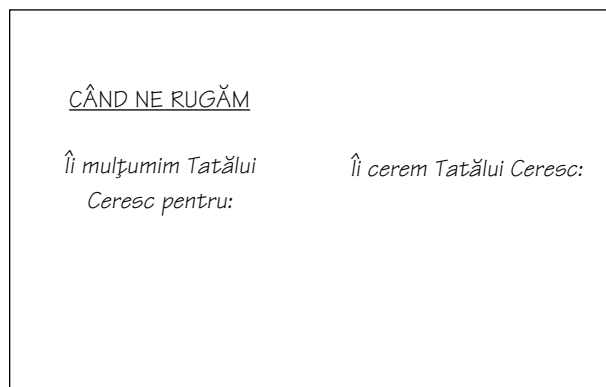 CÂND NE RUGĂM
Îi mulţumim Tatălui
Ceresc pentru:
Îi cerem Tatălui Ceresc: